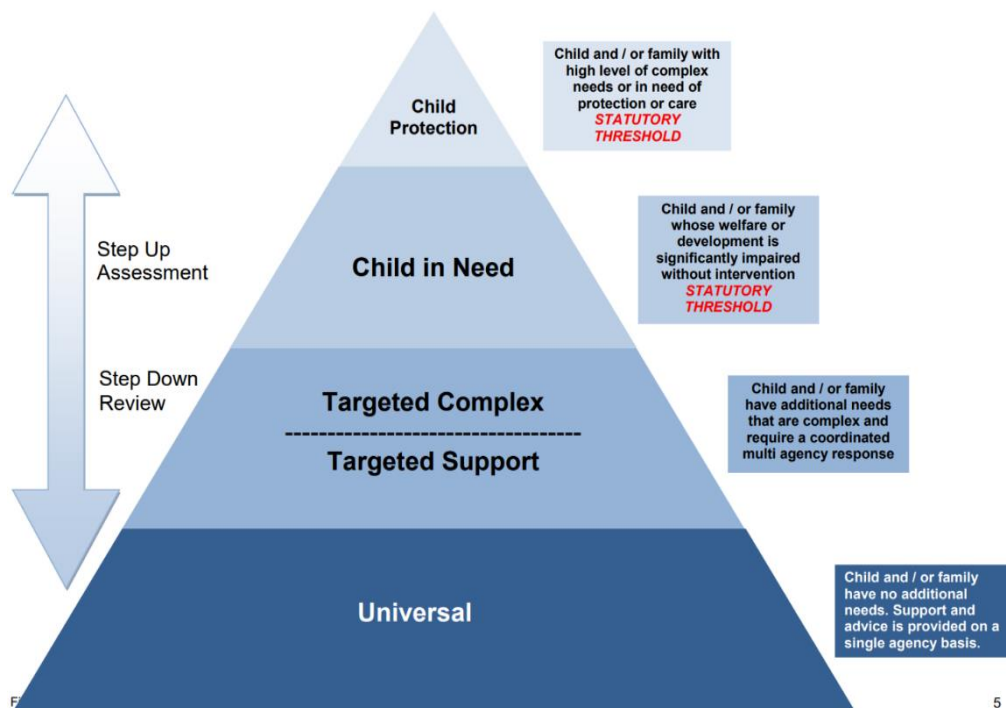 Child
Protection
Child and / or family with
high level of complex
needs or in need of
protection or care
STATUTORY
THRESHOLD
Step Up
Assessment
Child in Need
Child and / or family
whose welfare or
development is
significantly impaired
without intervention
STATUTORY
THRESHOLD
Step Down
Review
Targeted Complex
Targeted Support
Child and / or family
have additional needs
that are complex and
require a coordinated
multi agency response
Universal
Child and / or family
have no additional
needs. Support and
advice is provided on a
single agency basis.
5